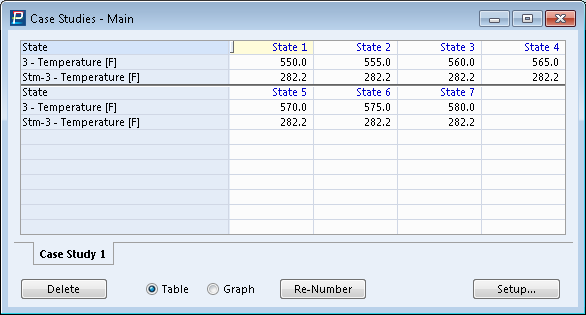 Case Studies - Main
State State 1 State 2 State 3 State 4
3 - Temperature [F] 550.0 555.0 560.0 565.0
Stm-3 - Temperature [F] 282.2 282.2 282.2 282.2
State State 5 State 6 State 7
3 - Temperature [F] 570.0 575.0 580.0
Stm-3 - Temperature [F] 282.2 282.2 282.2
Case Study 1
Delete Table Graph Re-Number Setup...